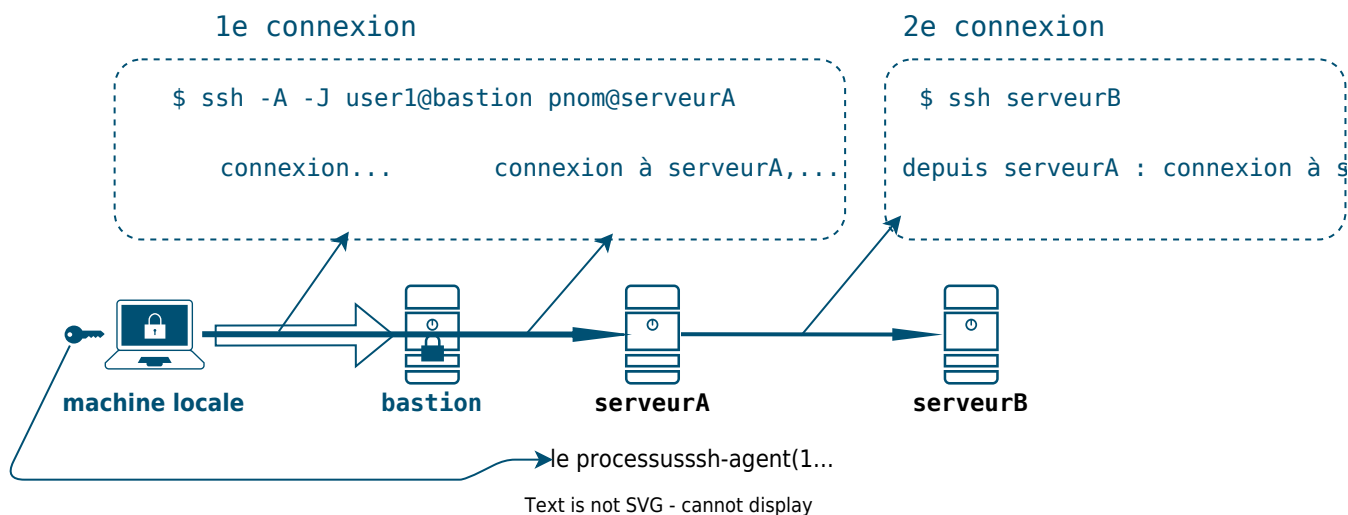 1e connexion
2e connexion
$ ssh -A -J user1@bastion pnom@serveurA
$ ssh serveurB
connexion...
connexion à serveurA,...
depuis serveurA : connexion à s
machine locale
bastion
serveurA
serveurB
le processusssh-agent(1...
Text is not SVG - cannot display